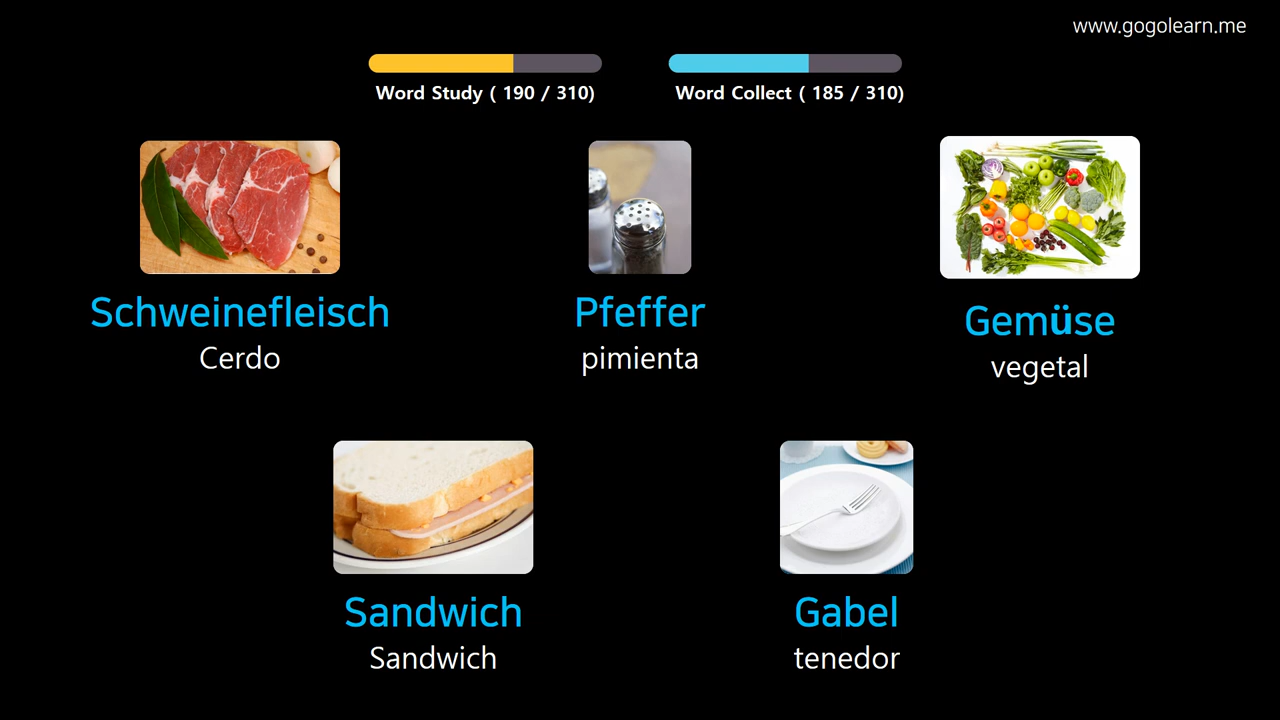 www.gogolearn.me
Word Study ( 190 / 310)
Word Collect ( 185 / 310)
Schweinefleisch
Cerdo
Pfeffer
pimienta
Gemüse
vegetal
Sandwich
Sandwich
Gabel
tenedor